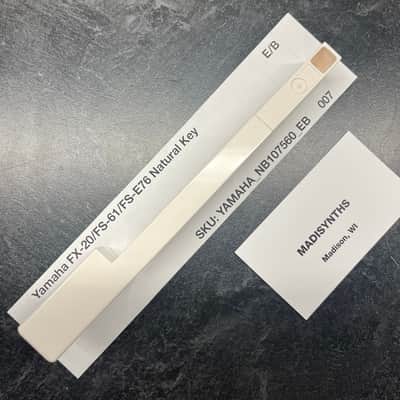 E/B
Yamaha FX-20/FS-61/FS-E76 Natural Key
SKU: YAMAHA_NB107560_EB 007
MADISYNTHS
Madison, WI